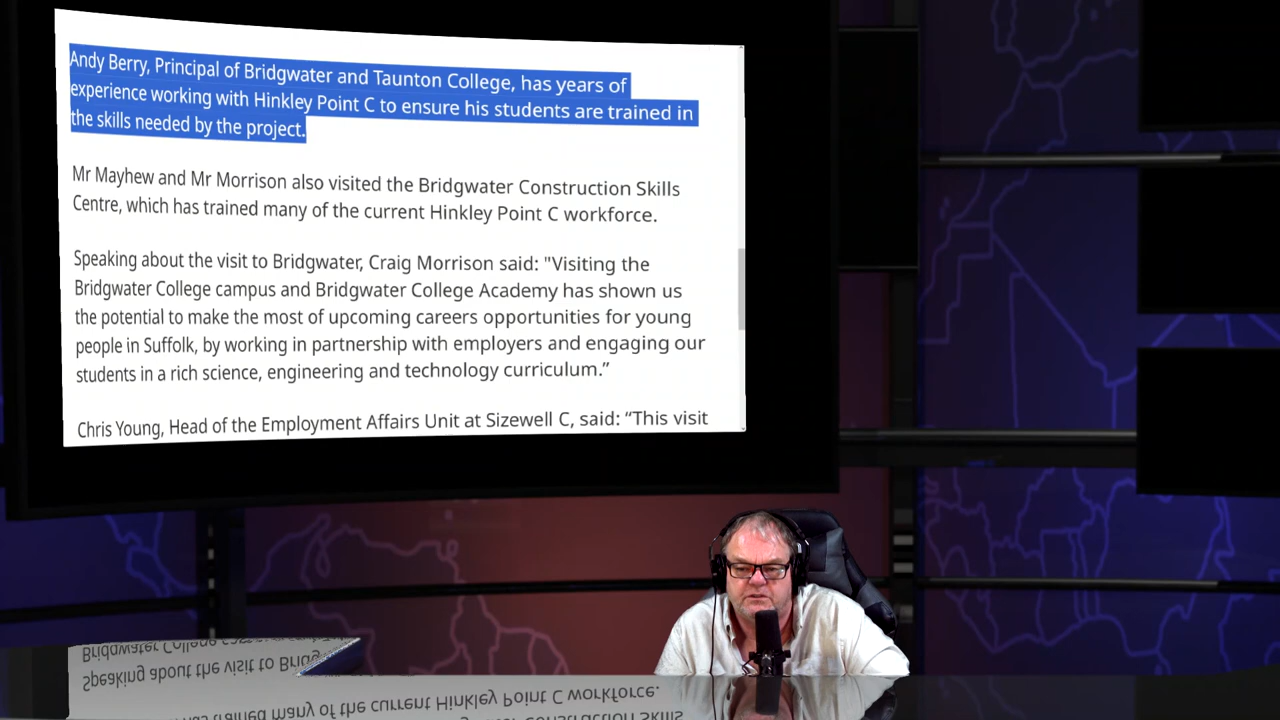 Andy Berry, Principal of Bridgwater and Taunton College, has years of
experience working with Hinkley Point C to ensure his students are trained in
the skills needed by the project.
Mr Mayhew and Mr Morrison also visited the Bridgwater Construction Skills
Centre, which has trained many of the current Hinkley Point C workforce.
Speaking about the visit to Bridgwater, Craig Morrison said: "Visiting the
Bridgwater College campus and Bridgwater College Academy has shown us
the potential to make the most of upcoming careers opportunities for young
people in Suffolk, by working in partnership with employers and engaging our
students in a rich science, engineering and technology curriculum.”
Chris Young, Head of the Employment Affairs Unit at Sizewell C, said: “This visit